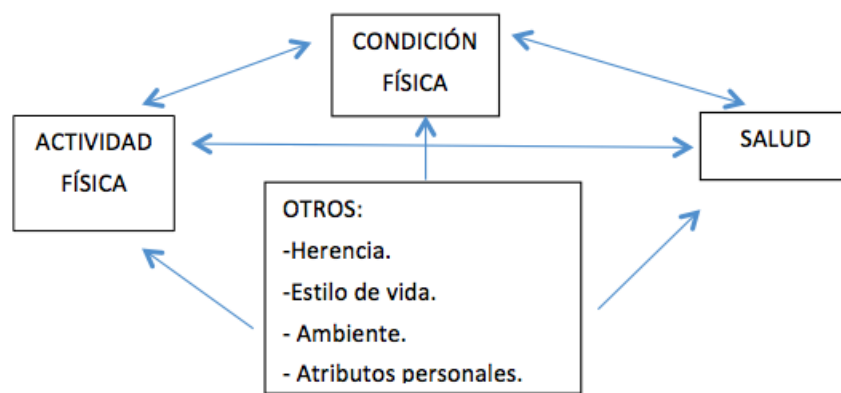 CONDICIÓN
FÍSICA
ACTIVIDAD
FÍSICA
SALUD
OTROS:
-Herencia.
-Estilo de vida.
- Ambiente.
- Atributos personales.